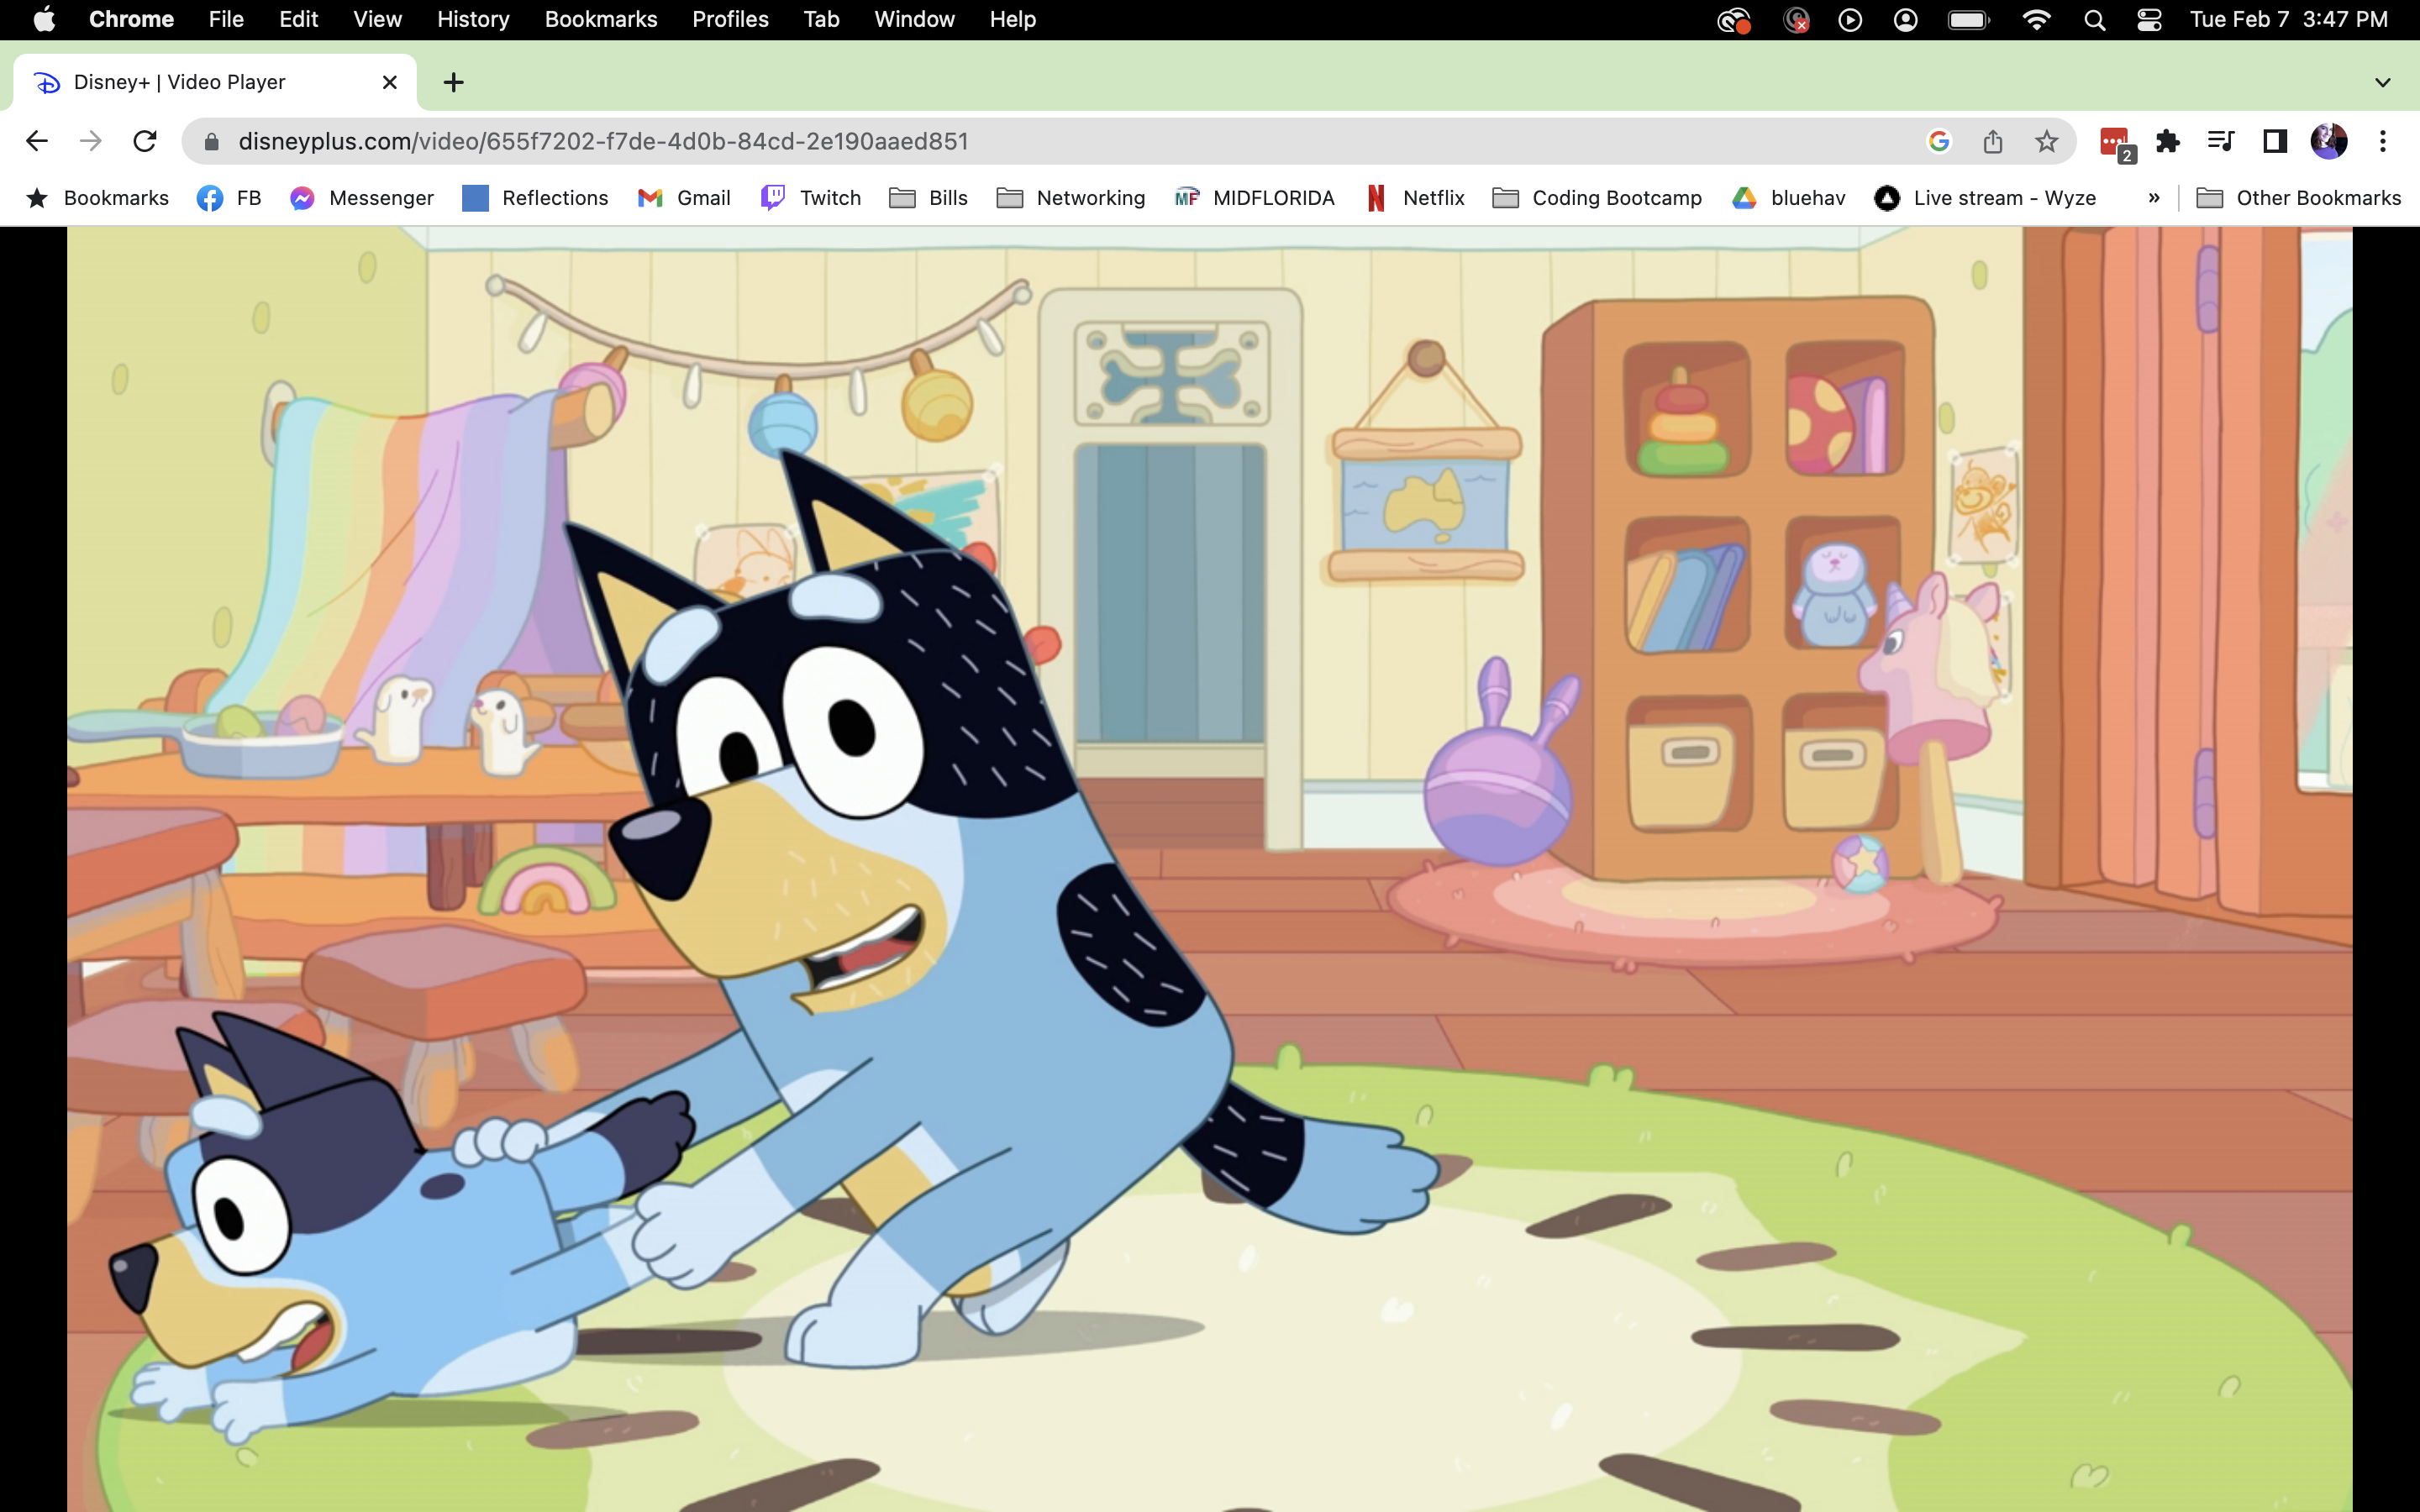 Chrome File Edit View History Bookmarks Profiles Tab Window Help Tue Feb 7 3:47 PM
Disney+ | Video Player
disneyplus.com/video/655f7202-f7de-4d0b-84cd-2e190aaed851
2
Bookmarks FB Messenger Reflections Gmail Twitch Bills Networking MF MIDFLORIDA Netflix Coding Bootcamp bluehav Live stream - Wyze » Other Bookmarks